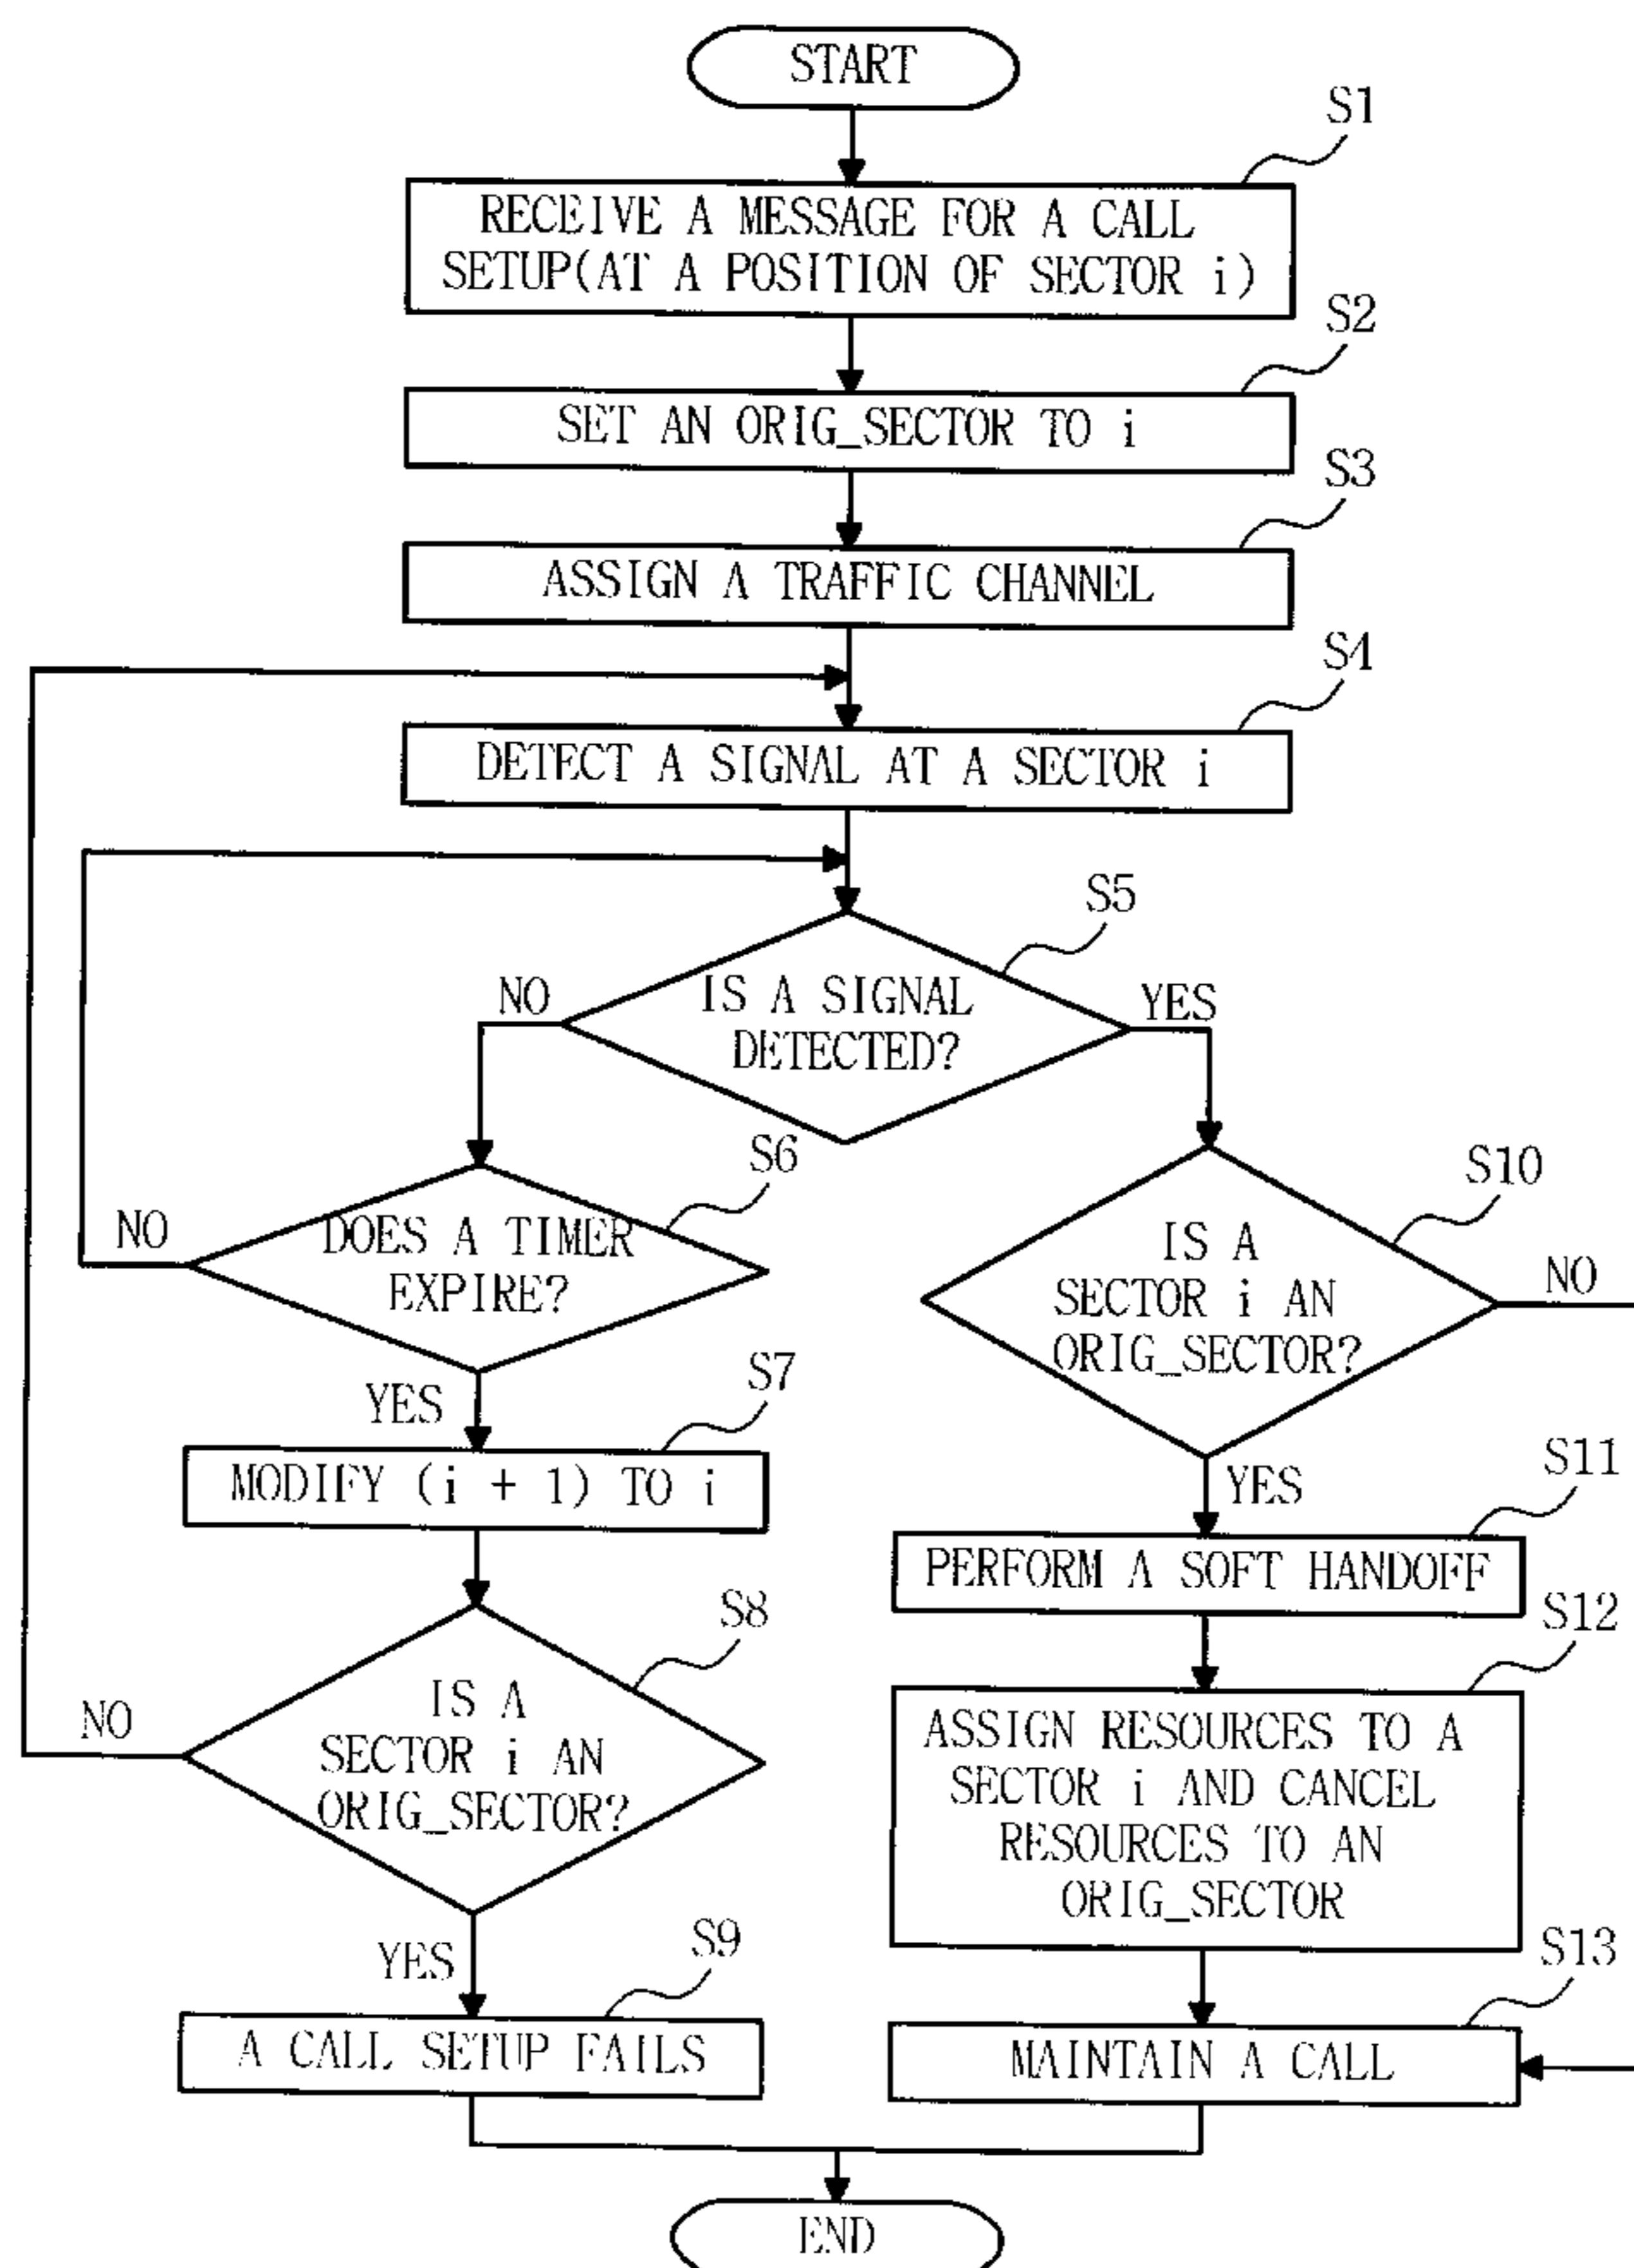 START
S1
RECEIVE A MESSAGE FOR A CALL
SETUP(AT A POSITION OF SECTOR i)
S2
SET AN ORIG_SECTOR TO i
S3
ASSIGN A TRAFFIC CHANNEL
S4
DETECT A SIGNAL AT A SECTOR i
S5
IS A SIGNAL
DETECTED?
NO
YES
S6
DOES A TIMER
EXPIRE?
NO
YES
S7
MODIFY (i + 1) TO i
S8
IS A
SECTOR i AN
ORIG_SECTOR?
NO
YES
S9
A CALL SETUP FAILS
S10
IS A
SECTOR i AN
ORIG_SECTOR?
NO
YES
S11
PERFORM A SOFT HANDOFF
S12
ASSIGN RESOURCES TO A
SECTOR i AND CANCEL
RESOURCES TO AN
ORIG_SECTOR
S13
MAINTAIN A CALL
END